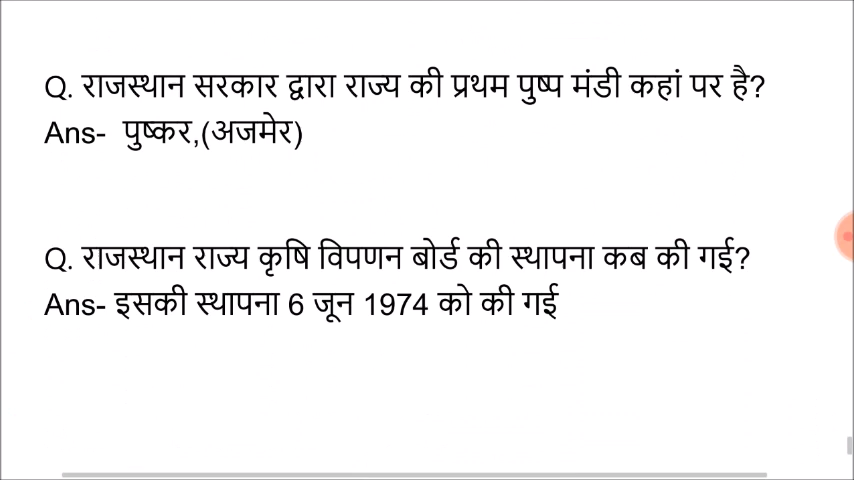 Q. राजस्थान सरकार द्वारा राज्य की प्रथम पुष्प मंडी कहां पर है?
Ans- पुष्कर,(अजमेर)
Q. राजस्थान राज्य कृषि विपणन बोर्ड की स्थापना कब की गई?
Ans- इसकी स्थापना 6 जून 1974 को की गई